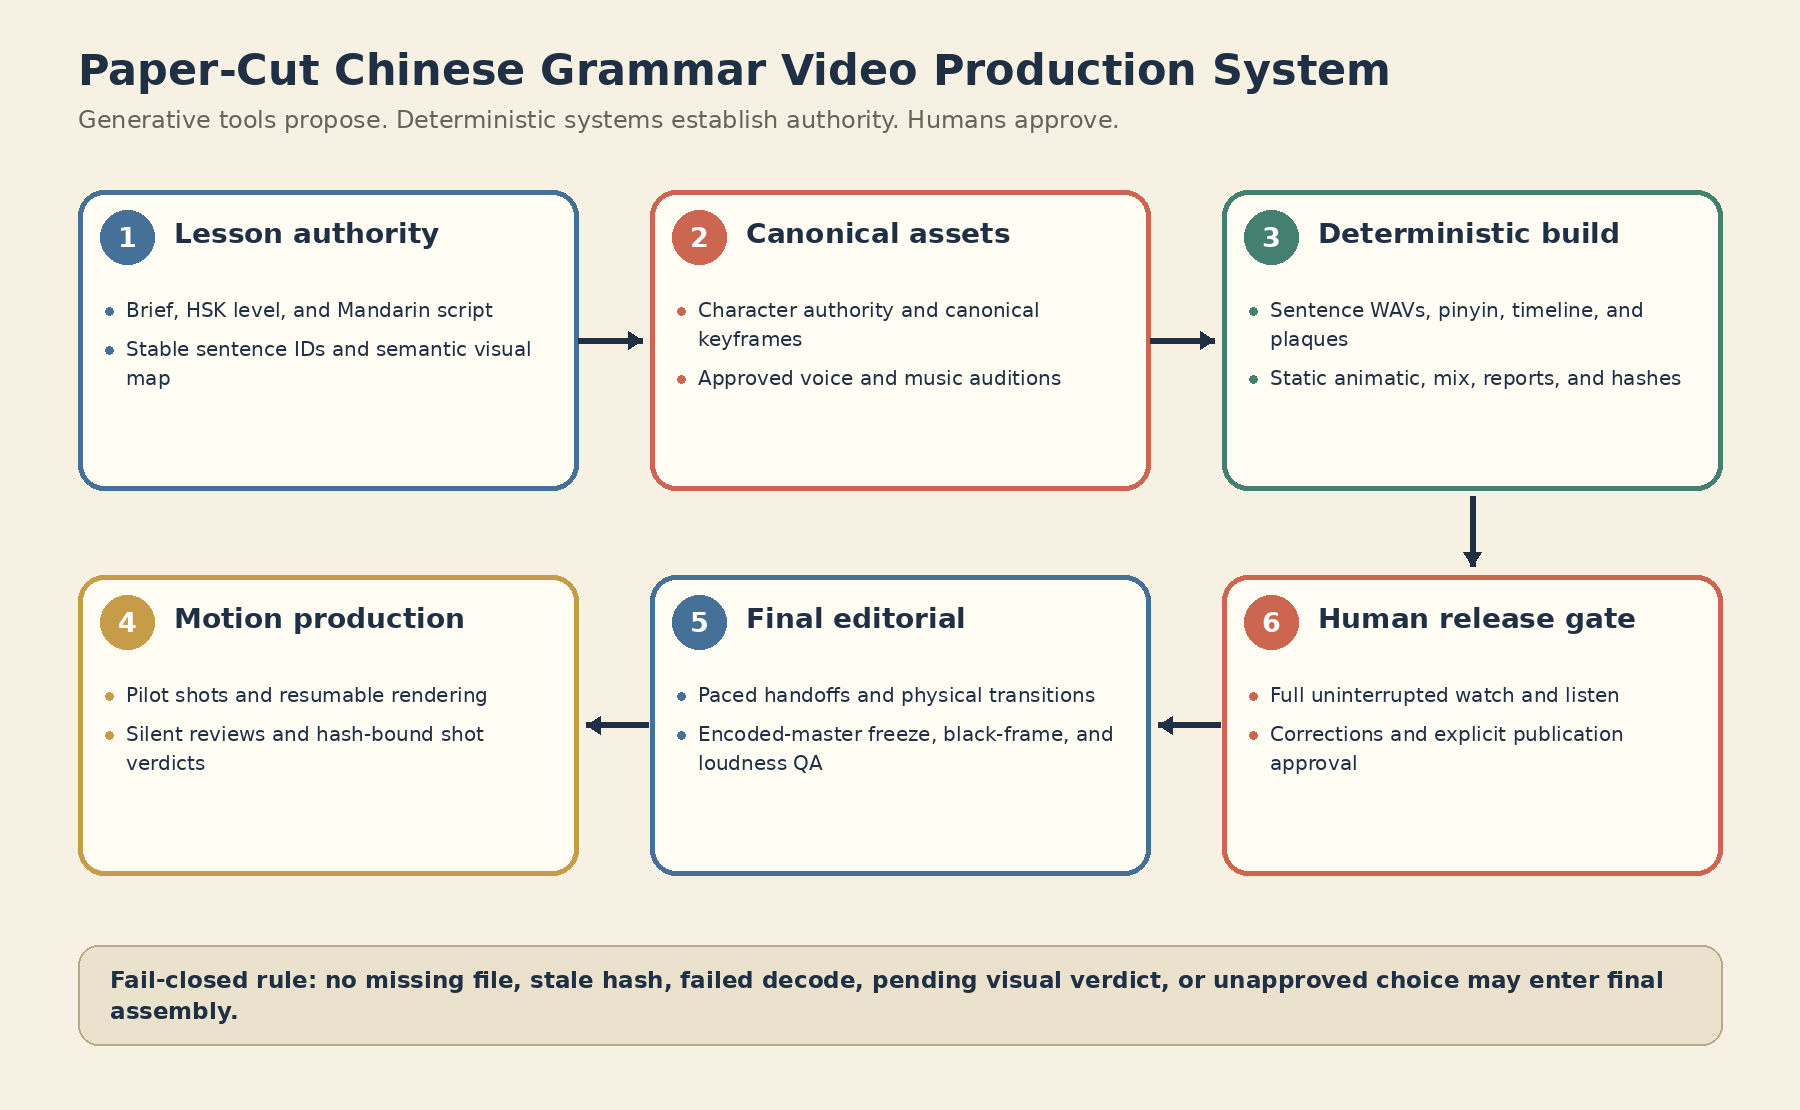 Paper-Cut Chinese Grammar Video Production System
Generative tools propose. Deterministic systems establish authority. Humans approve.
1 Lesson authority
Brief, HSK level, and Mandarin script
Stable sentence IDs and semantic visual
map
2 Canonical assets
Character authority and canonical
keyframes
Approved voice and music auditions
3 Deterministic build
Sentence WAVs, pinyin, timeline, and
plaques
Static animatic, mix, reports, and hashes
4 Motion production
Pilot shots and resumable rendering
Silent reviews and hash-bound shot
verdicts
5 Final editorial
Paced handoffs and physical transitions
Encoded-master freeze, black-frame, and
loudness QA
6 Human release gate
Full uninterrupted watch and listen
Corrections and explicit publication
approval
Fail-closed rule: no missing file, stale hash, failed decode, pending visual verdict, or unapproved choice may enter final
assembly.